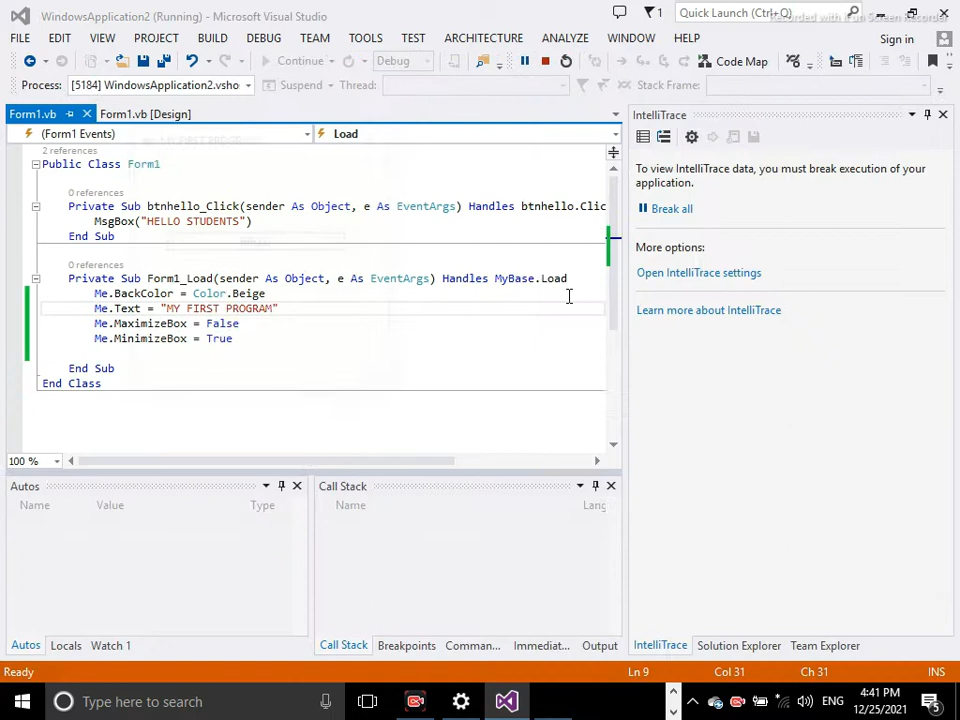 WindowsApplication2 (Running) - Microsoft Visual Studio
1
Quick Launch (Ctrl+Q)
Recorded with iFun Screen Recorder
FILE EDIT VIEW PROJECT BUILD DEBUG TEAM TOOLS TEST ARCHITECTURE ANALYZE WINDOW HELP
Sign in
Continue Debug Code Map
Process: [5184] WindowsApplication2.vsho Suspend Thread: Stack Frame:
Form1.vb Form1.vb [Design]
(Form1 Events) Load
2 references
Public Class Form1
0 references
Private Sub btnhello_Click(sender As Object, e As EventArgs) Handles btnhello.Clic
MsgBox("HELLO STUDENTS")
End Sub
0 references
Private Sub Form1_Load(sender As Object, e As EventArgs) Handles MyBase.Load
Me.BackColor = Color.Beige
Me.Text = "MY FIRST PROGRAM"
Me.MaximizeBox = False
Me.MinimizeBox = True
End Sub
End Class
100 %
IntelliTrace
To view IntelliTrace data, you must break execution of your
application.
Break all
More options:
Open IntelliTrace settings
Learn more about IntelliTrace
Autos
Name Value Type
Call Stack
Name Lang
Autos Locals Watch 1
Call Stack Breakpoints Comman... Immediat... Output
IntelliTrace Solution Explorer Team Explorer
Ready Ln 9 Col 31 Ch 31 INS
Type here to search
ENG
4:41 PM
12/25/2021
5